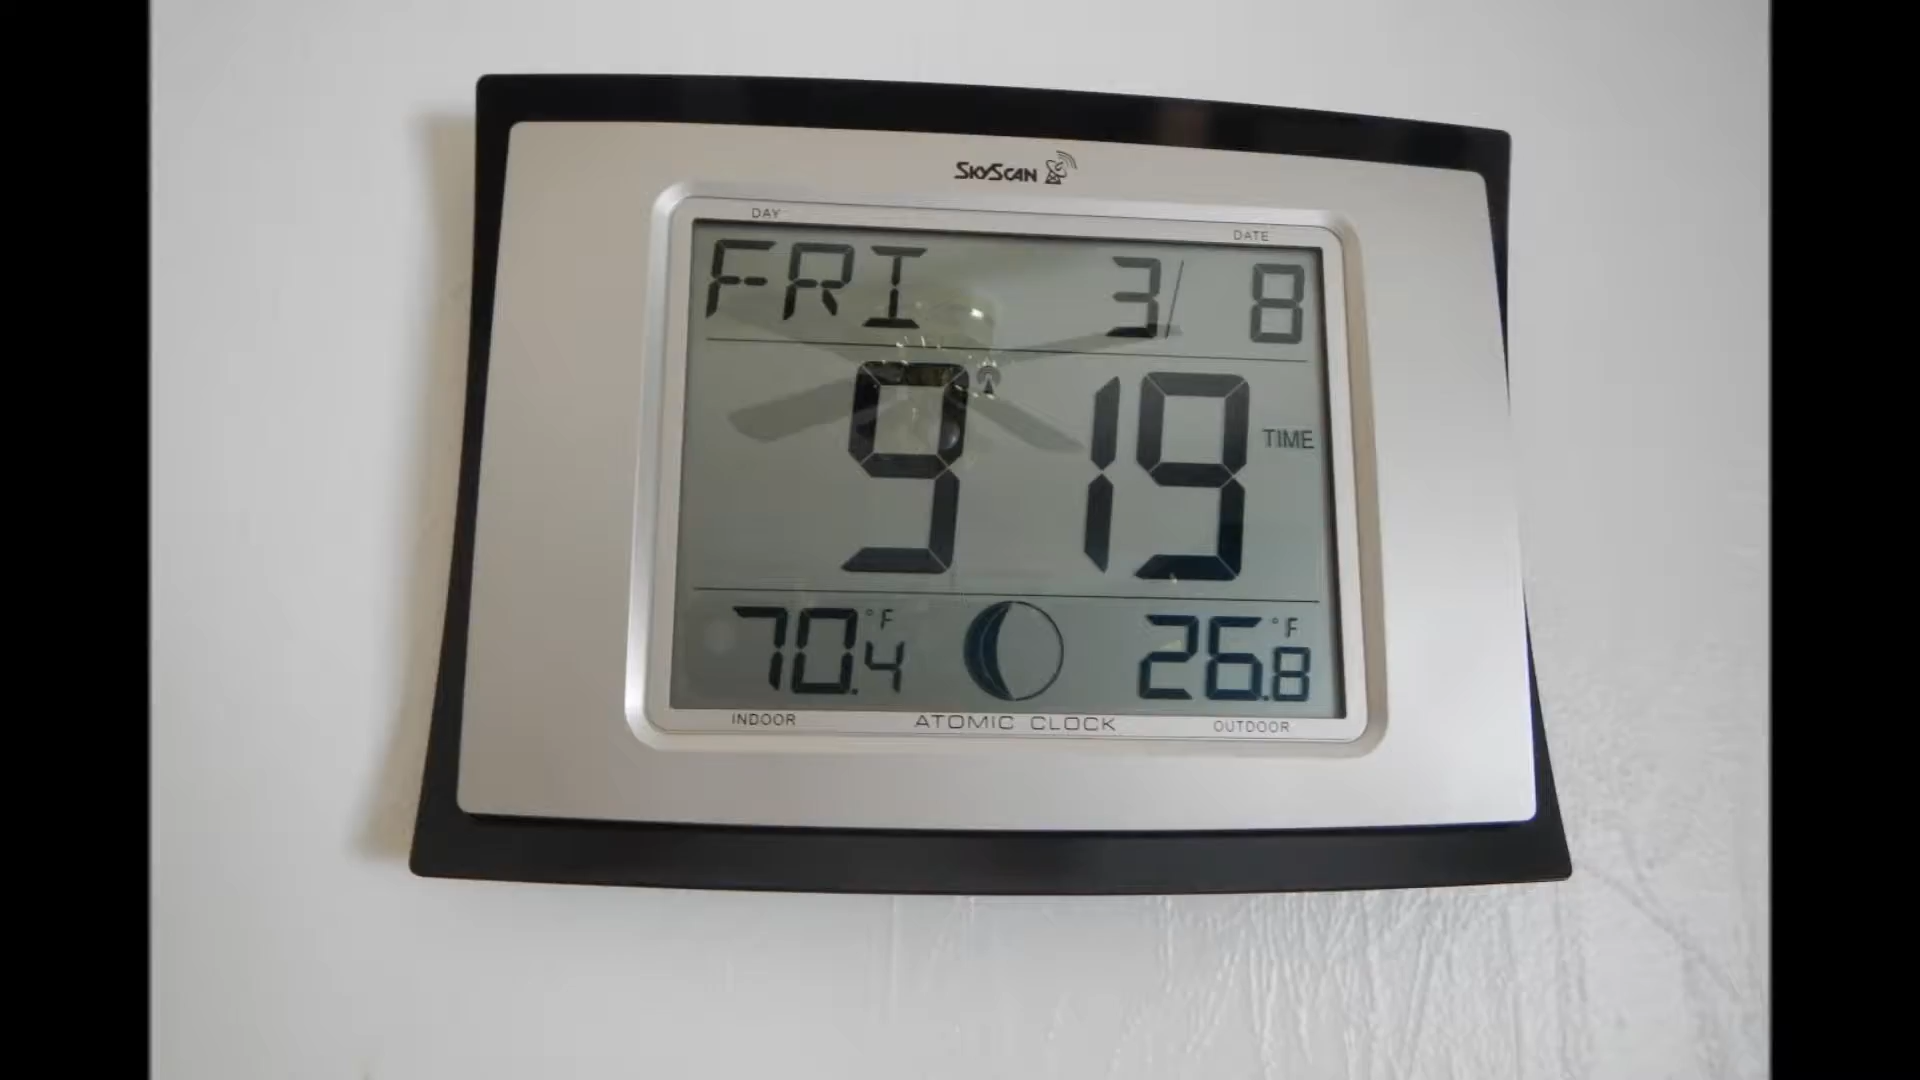 SKYSCAN
DAY DATE
FRI 3/ 8
9 19 TIME
70.4 °F 26.8 °F
INDOOR ATOMIC CLOCK OUTDOOR